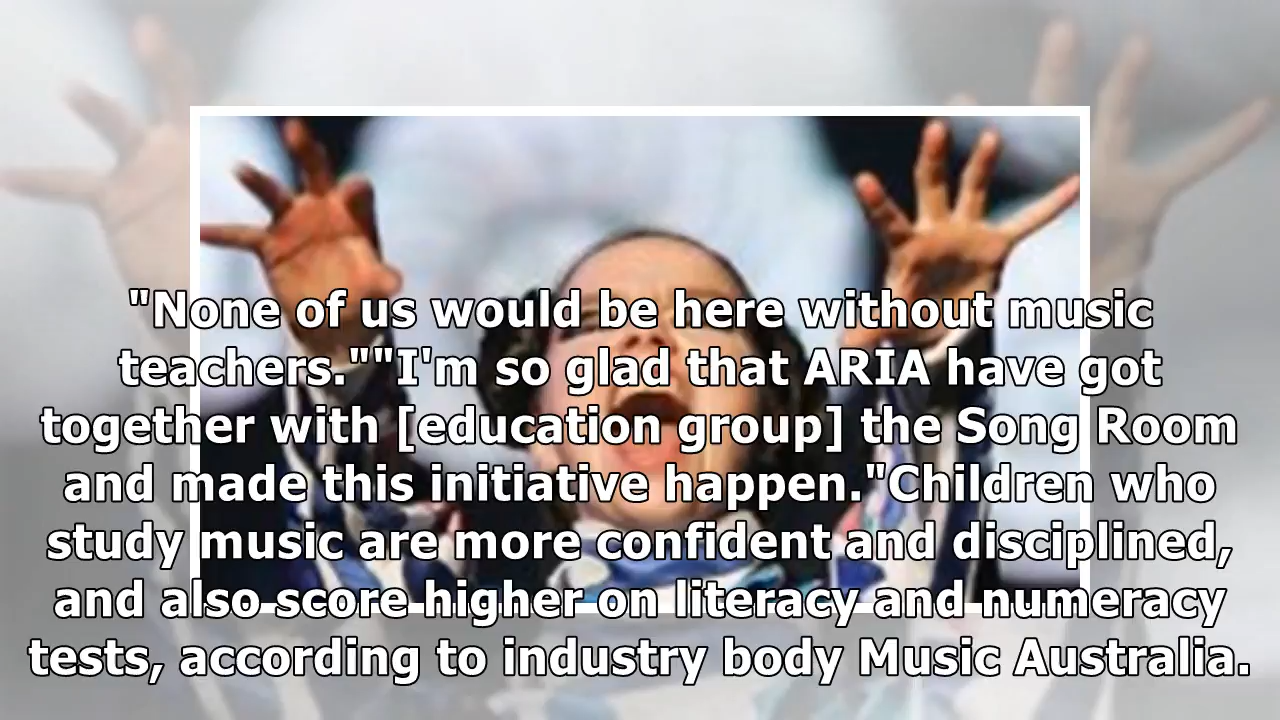 "None of us would be here without music
teachers.""I'm so glad that ARIA have got
together with [education group] the Song Room
and made this initiative happen."Children who
study music are more confident and disciplined,
and also score higher on literacy and numeracy
tests, according to industry body Music Australia.